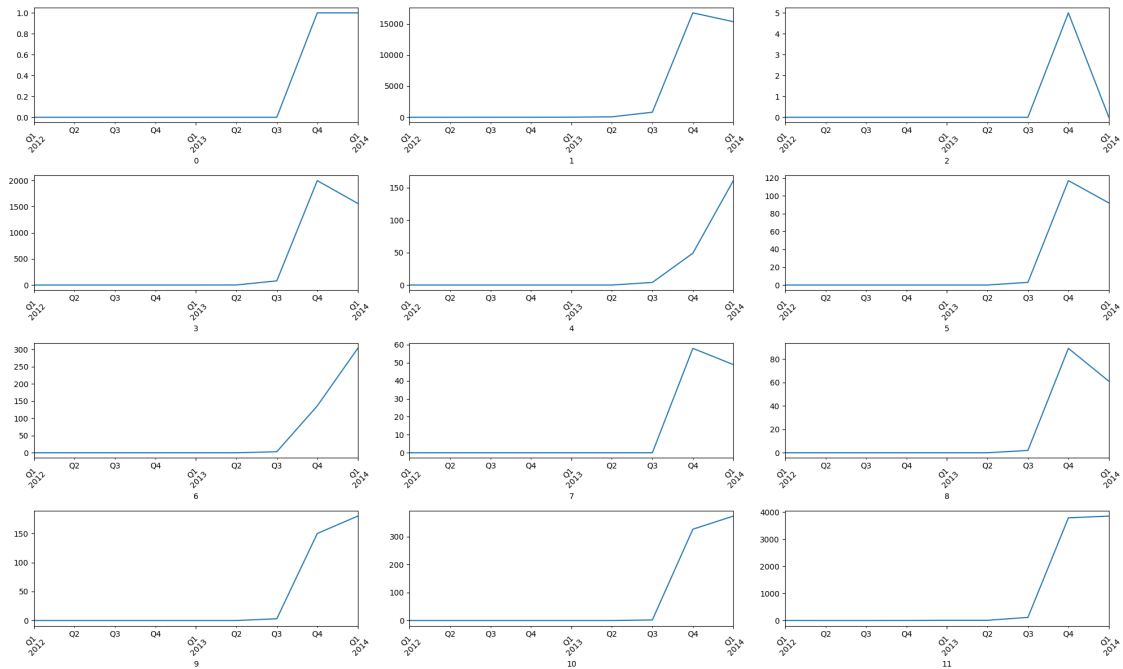 1.0
0.8
0.6
0.4
0.2
0.0
Q1
2012
Q2
Q3
Q4
Q1
2013
Q2
Q3
Q4
Q1
2014
0
15000
10000
5000
0
Q1
2012
Q2
Q3
Q4
Q1
2013
Q2
Q3
Q4
Q1
2014
1
5
4
3
2
1
0
Q1
2012
Q2
Q3
Q4
Q1
2013
Q2
Q3
Q4
Q1
2014
2
2000
1500
1000
500
0
Q1
2012
Q2
Q3
Q4
Q1
2013
Q2
Q3
Q4
Q1
2014
3
150
100
50
0
Q1
2012
Q2
Q3
Q4
Q1
2013
Q2
Q3
Q4
Q1
2014
4
120
100
80
60
40
20
0
Q1
2012
Q2
Q3
Q4
Q1
2013
Q2
Q3
Q4
Q1
2014
5
300
250
200
150
100
50
0
Q1
2012
Q2
Q3
Q4
Q1
2013
Q2
Q3
Q4
Q1
2014
6
60
50
40
30
20
10
0
Q1
2012
Q2
Q3
Q4
Q1
2013
Q2
Q3
Q4
Q1
2014
7
80
60
40
20
0
Q1
2012
Q2
Q3
Q4
Q1
2013
Q2
Q3
Q4
Q1
2014
8
150
100
50
0
Q1
2012
Q2
Q3
Q4
Q1
2013
Q2
Q3
Q4
Q1
2014
9
300
200
100
0
Q1
2012
Q2
Q3
Q4
Q1
2013
Q2
Q3
Q4
Q1
2014
10
4000
3000
2000
1000
0
Q1
2012
Q2
Q3
Q4
Q1
2013
Q2
Q3
Q4
Q1
2014
11